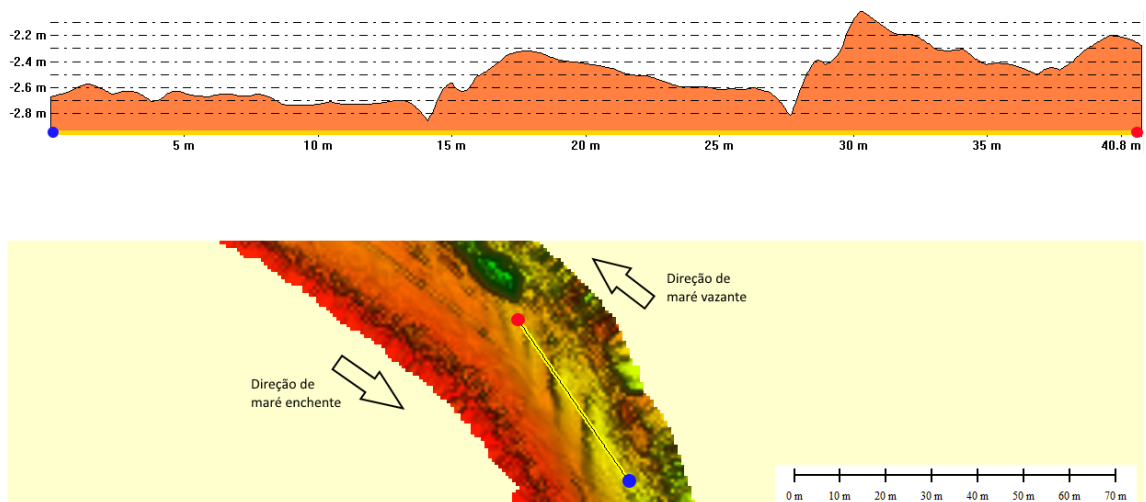 -2.2 m
-2.4 m
-2.6 m
-2.8 m
5 m 10 m 15 m 20 m 25 m 30 m 35 m 40.8 m
Direção de
maré vazante
Direção de
maré enchente
0 m 10 m 20 m 30 m 40 m 50 m 60 m 70 m